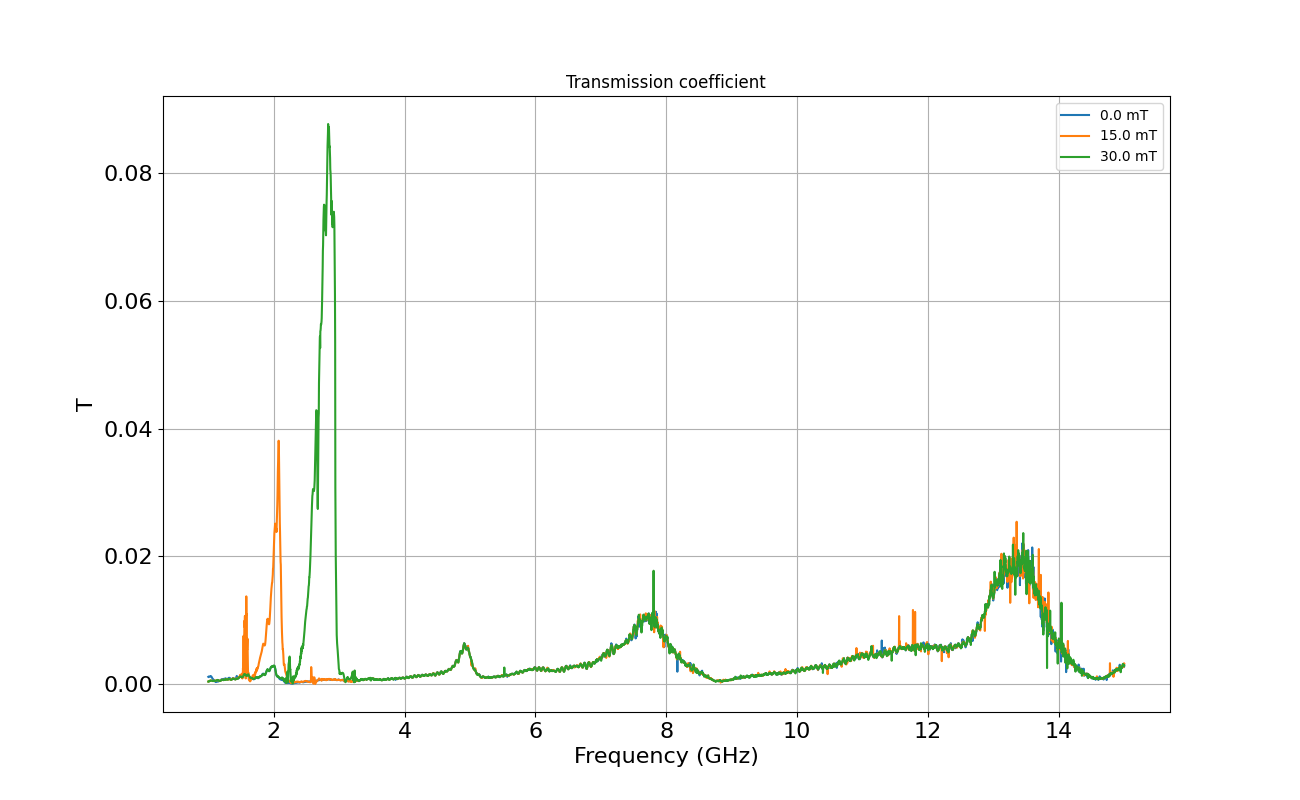 Transmission coefficient
0.0 mT
15.0 mT
30.0 mT
T
0.08
0.06
0.04
0.02
0.00
2 4 6 8 10 12 14
Frequency (GHz)